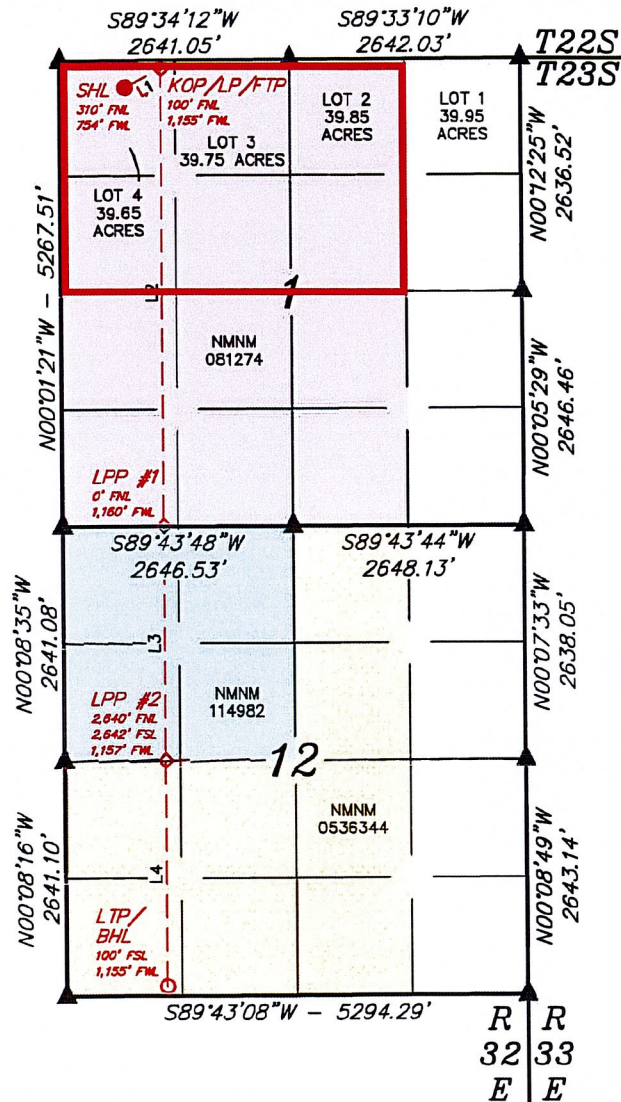 S89°34'12"W
2641.05'
S89°33'10"W
2642.03'
T22S
T23S
SHL
310' FNL
754' FWL
L1
KOP/LP/FTP
100' FNL
1,155' FWL
LOT 2
39.85
ACRES
LOT 1
39.95
ACRES
LOT 3
39.75 ACRES
LOT 4
39.65
ACRES
N00°12'25"W
2636.52'
N00°01'21"W – 5267.51'
L2
1
NMNM
081274
N00°05'29"W
2646.46'
LPP #1
0' FNL
1,160' FWL
S89°43'48"W
2646.53'
S89°43'44"W
2648.13'
N00°08'35"W
2641.08'
L3
N00°07'33"W
2638.05'
LPP #2
2,640' FNL
2,642' FSL
1,157' FWL
NMNM
114982
12
NMNM
0536344
N00°08'16"W
2641.10'
L4
N00°08'49"W
2643.14'
LTP/
BHL
100' FSL
1,155' FWL
S89°43'08"W – 5294.29'
R R
32 33
E E